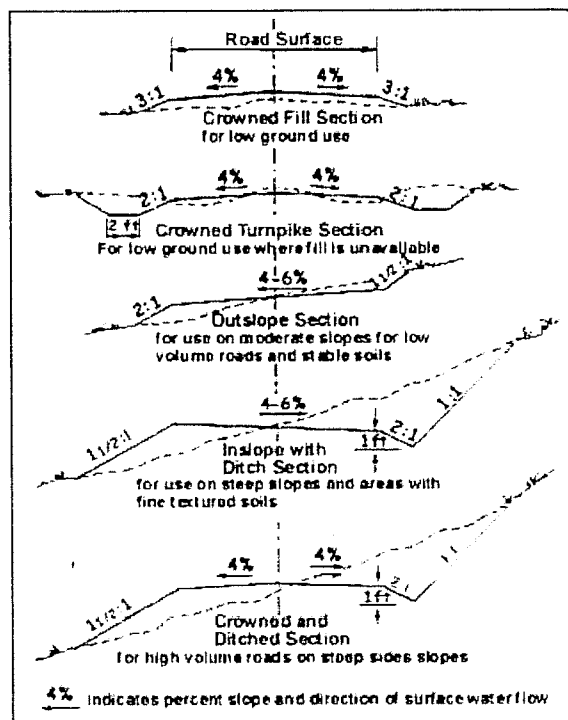 Road Surface
4% 4%
3:1 3:1
Crowned Fill Section
for low ground use
4% 4%
2:1 2:1
2 ft
Crowned Turnpike Section
For low ground use where fill is unavailable
4-6%
2:1 1 1/2:1
Outslope Section
for use on moderate slopes for low
volume roads and stable soils
4-6%
1 1/2:1 2:1 1:1
1 ft
Inslope with
Ditch Section
for use on steep slopes and areas with
fine textured soils
4% 4%
1 1/2:1 2:1 1:1
1 ft
Crowned and
Ditched Section
for high volume roads on steep sides slopes
4% indicates percent slope and direction of surface water flow